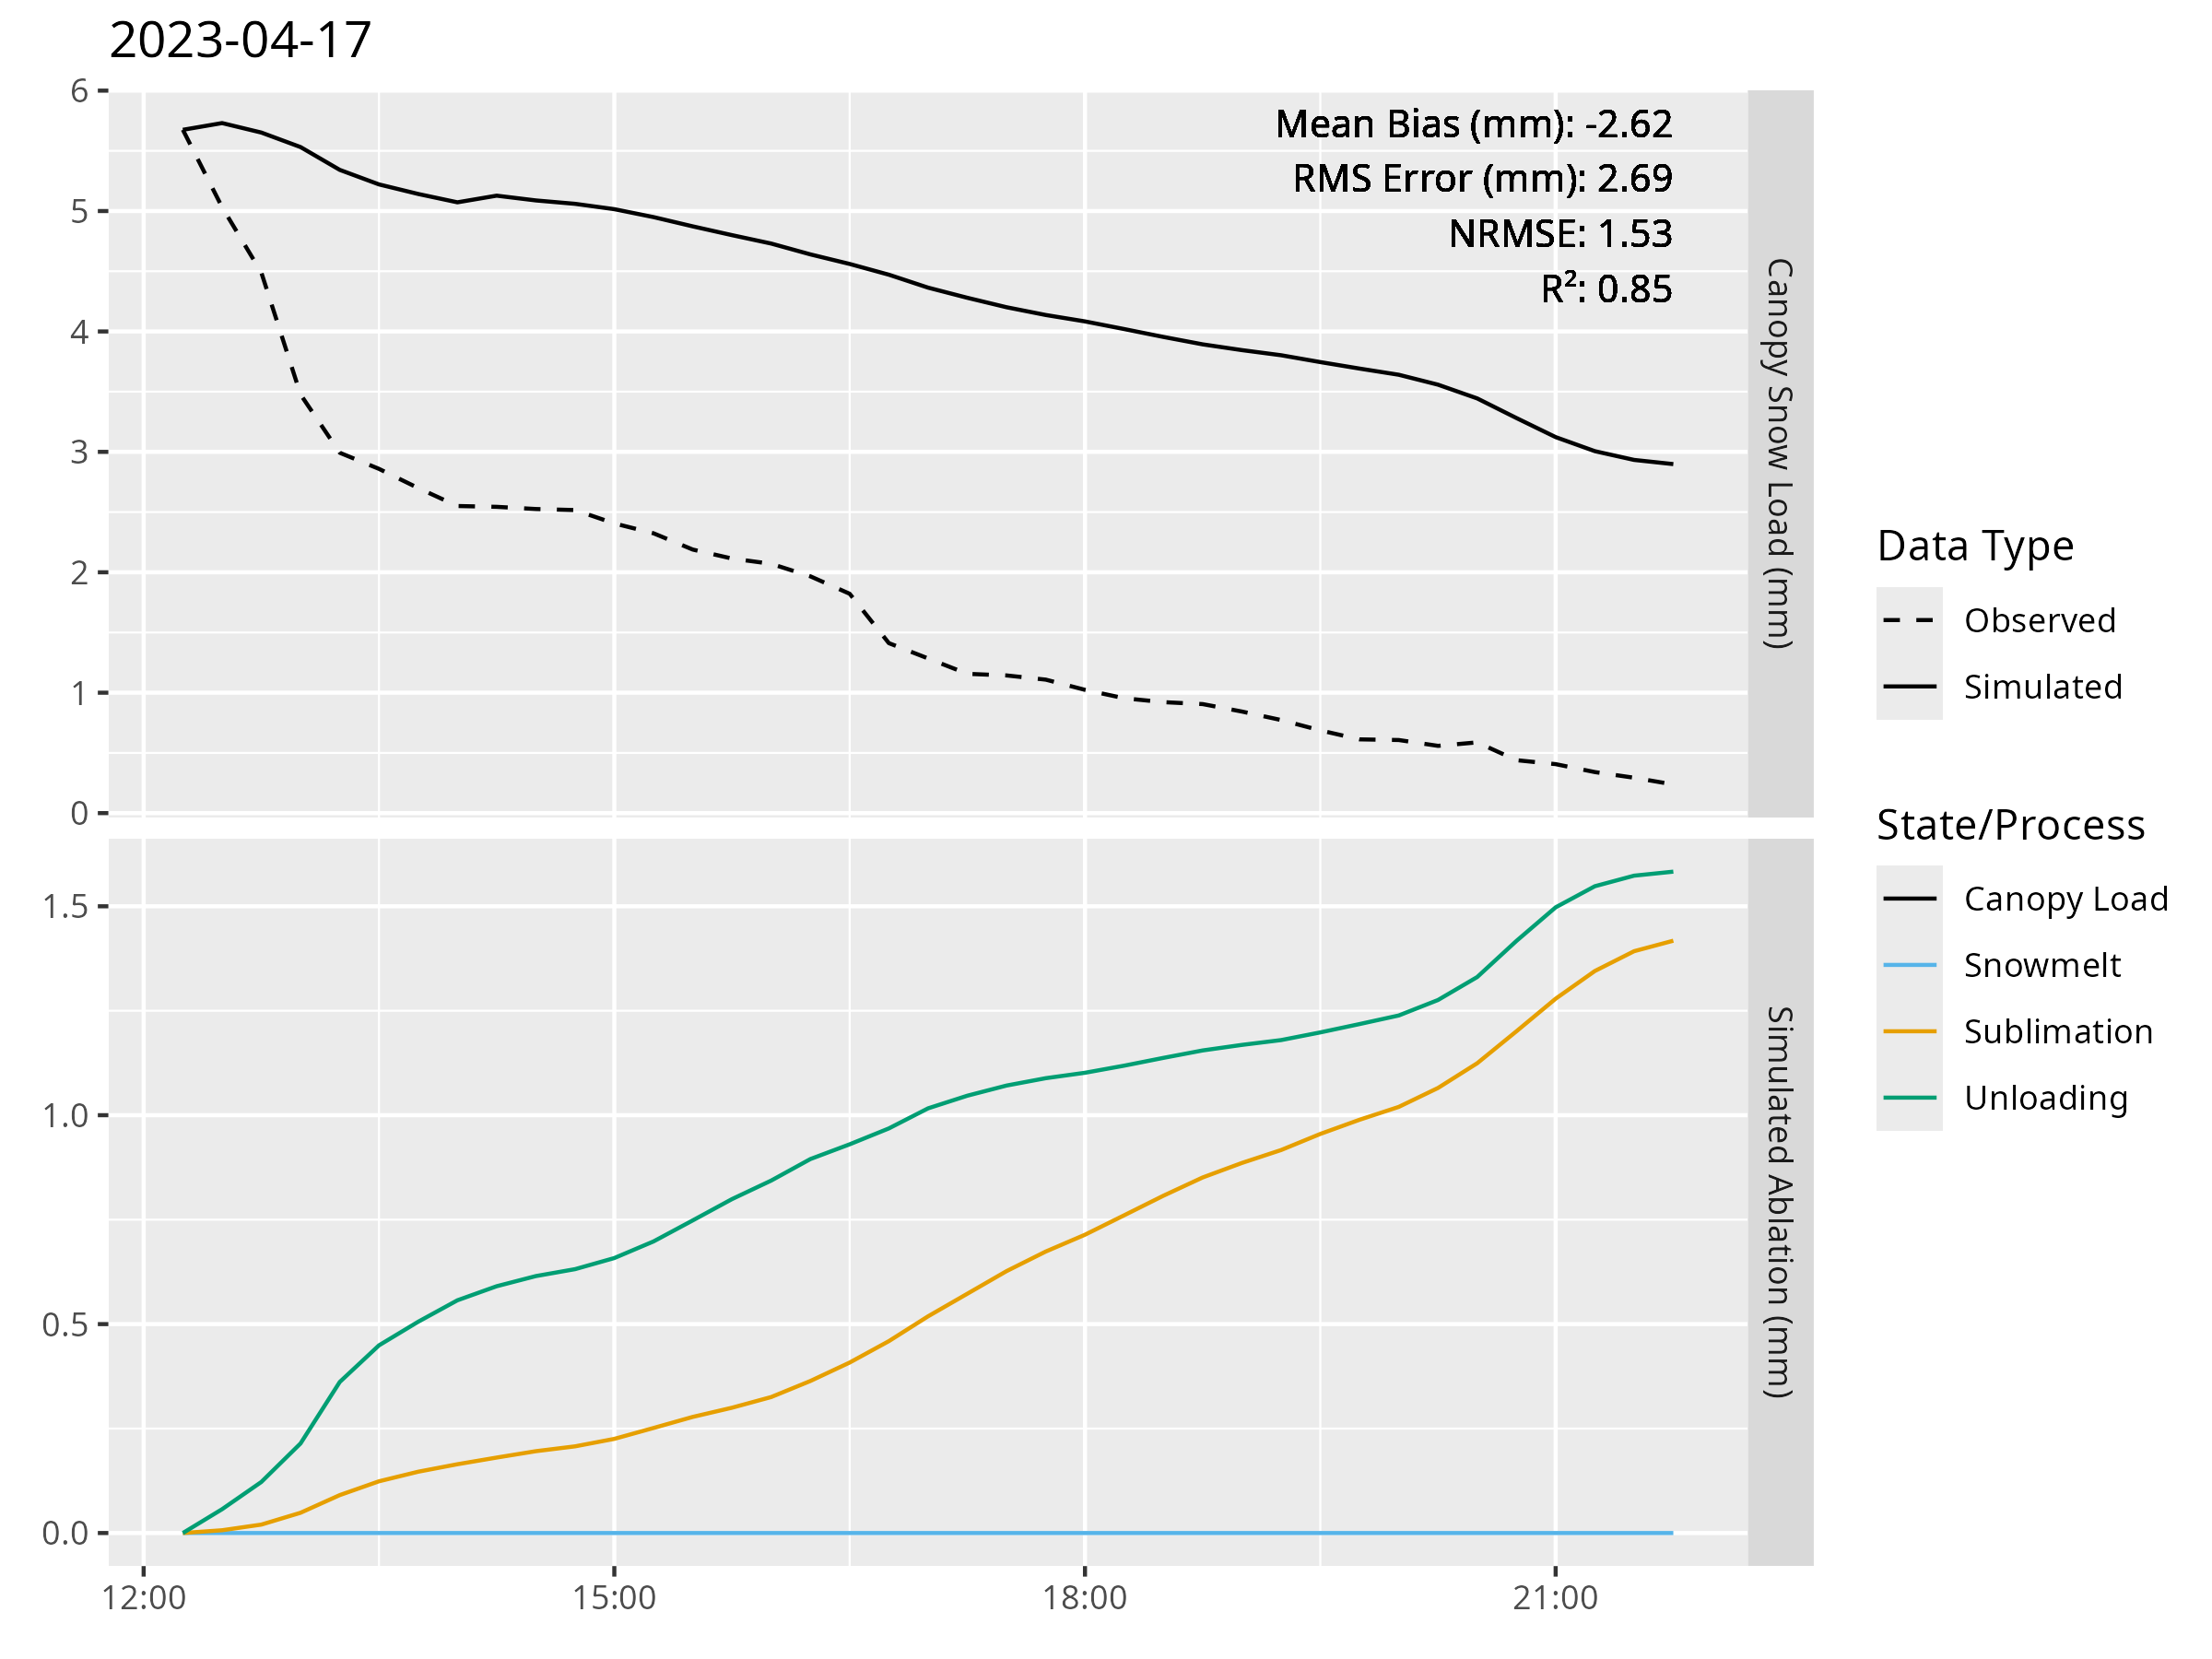 2023-04-17
Mean Bias (mm): -2.62
RMS Error (mm): 2.69
NRMSE: 1.53
R²: 0.85
6
5
4
3
2
1
0
Canopy Snow Load (mm)
1.5
1.0
0.5
0.0
Simulated Ablation (mm)
12:00
15:00
18:00
21:00
Data Type
Observed
Simulated
State/Process
Canopy Load
Snowmelt
Sublimation
Unloading